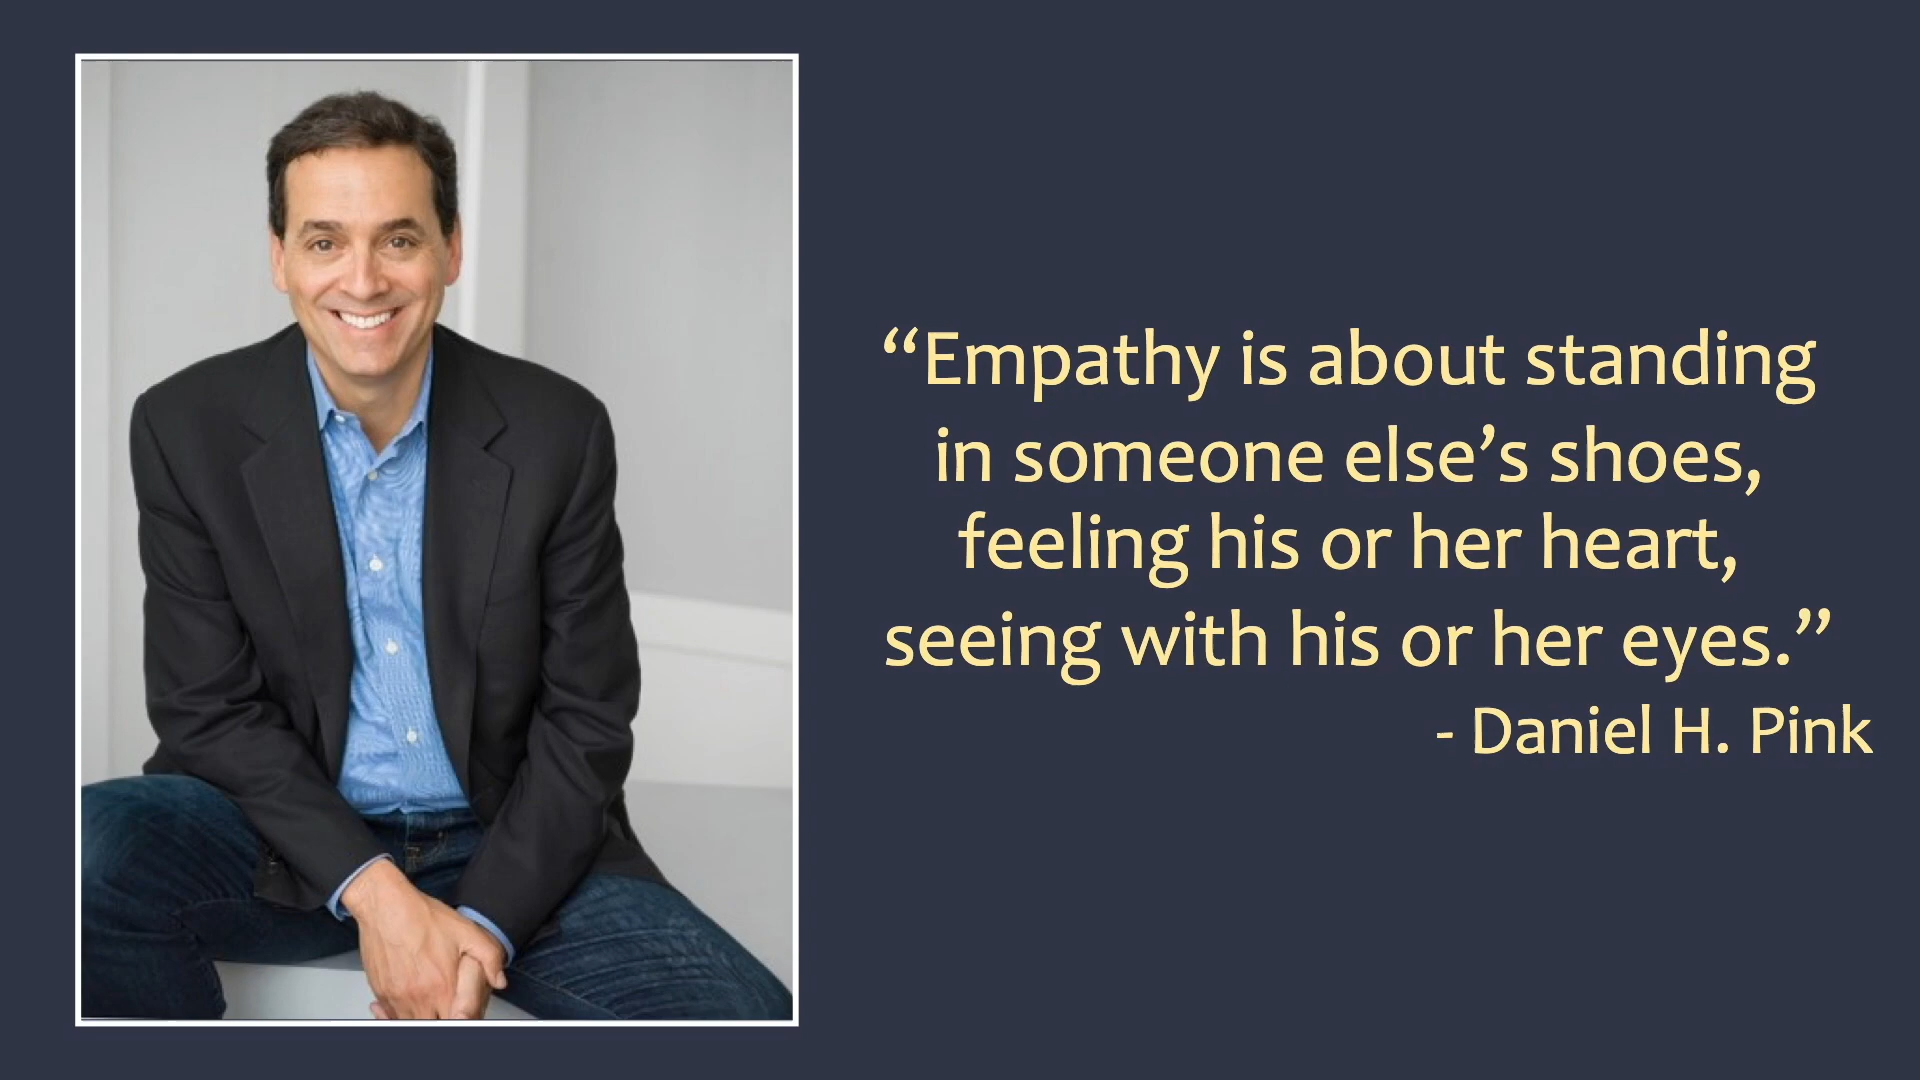 “Empathy is about standing
in someone else’s shoes,
feeling his or her heart,
seeing with his or her eyes.”
- Daniel H. Pink